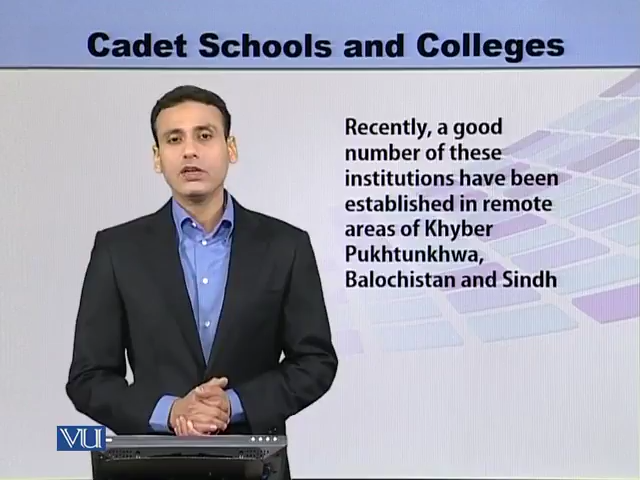 Cadet Schools and Colleges
Recently, a good
number of these
institutions have been
established in remote
areas of Khyber
Pukhtunkhwa,
Balochistan and Sindh
VU